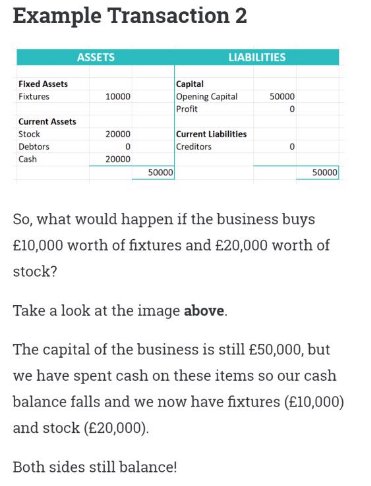 Example Transaction 2
ASSETS LIABILITIES
Fixed Assets Capital
Fixtures 10000 Opening Capital 50000
Profit 0
Current Assets
Stock 20000 Current Liabilities
Debtors 0 Creditors 0
Cash 20000
50000 50000
So, what would happen if the business buys
£10,000 worth of fixtures and £20,000 worth of
stock?
Take a look at the image above.
The capital of the business is still £50,000, but
we have spent cash on these items so our cash
balance falls and we now have fixtures (£10,000)
and stock (£20,000).
Both sides still balance!